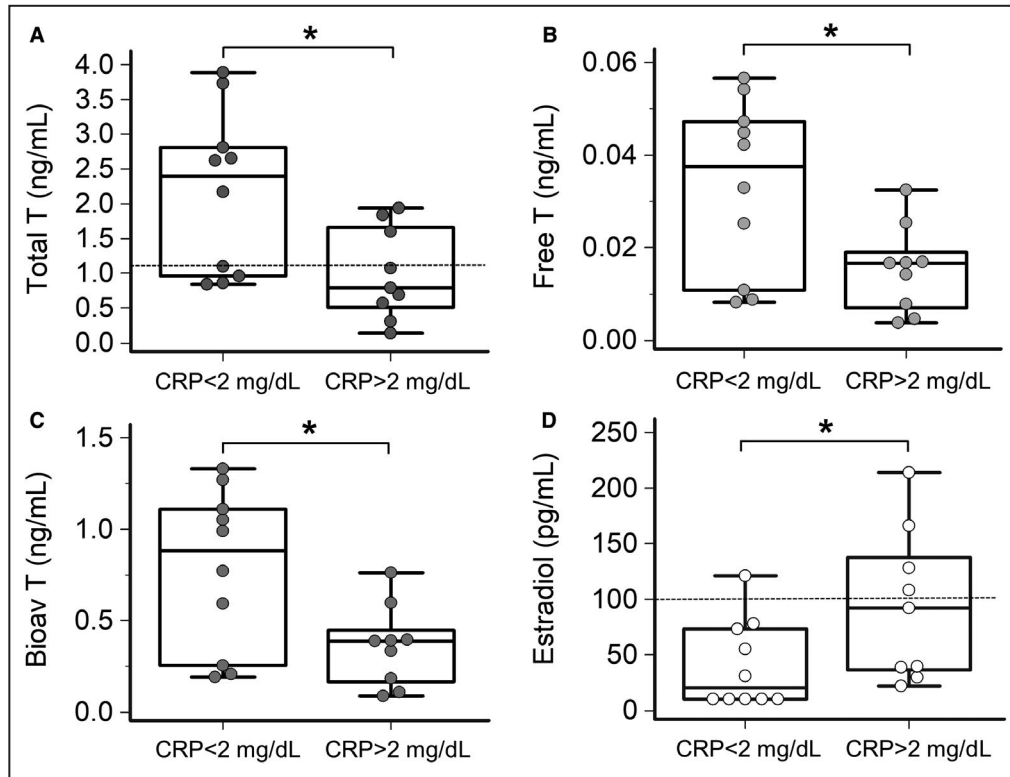 A
Total T (ng/mL)
4.0
3.5
3.0
2.5
2.0
1.5
1.0
0.5
0.0
*
CRP<2 mg/dL
CRP>2 mg/dL
B
Free T (ng/mL)
0.06
0.04
0.02
0.00
*
CRP<2 mg/dL
CRP>2 mg/dL
C
Bioav T (ng/mL)
1.5
1.0
0.5
0.0
*
CRP<2 mg/dL
CRP>2 mg/dL
D
Estradiol (pg/mL)
250
200
150
100
50
0
*
CRP<2 mg/dL
CRP>2 mg/dL